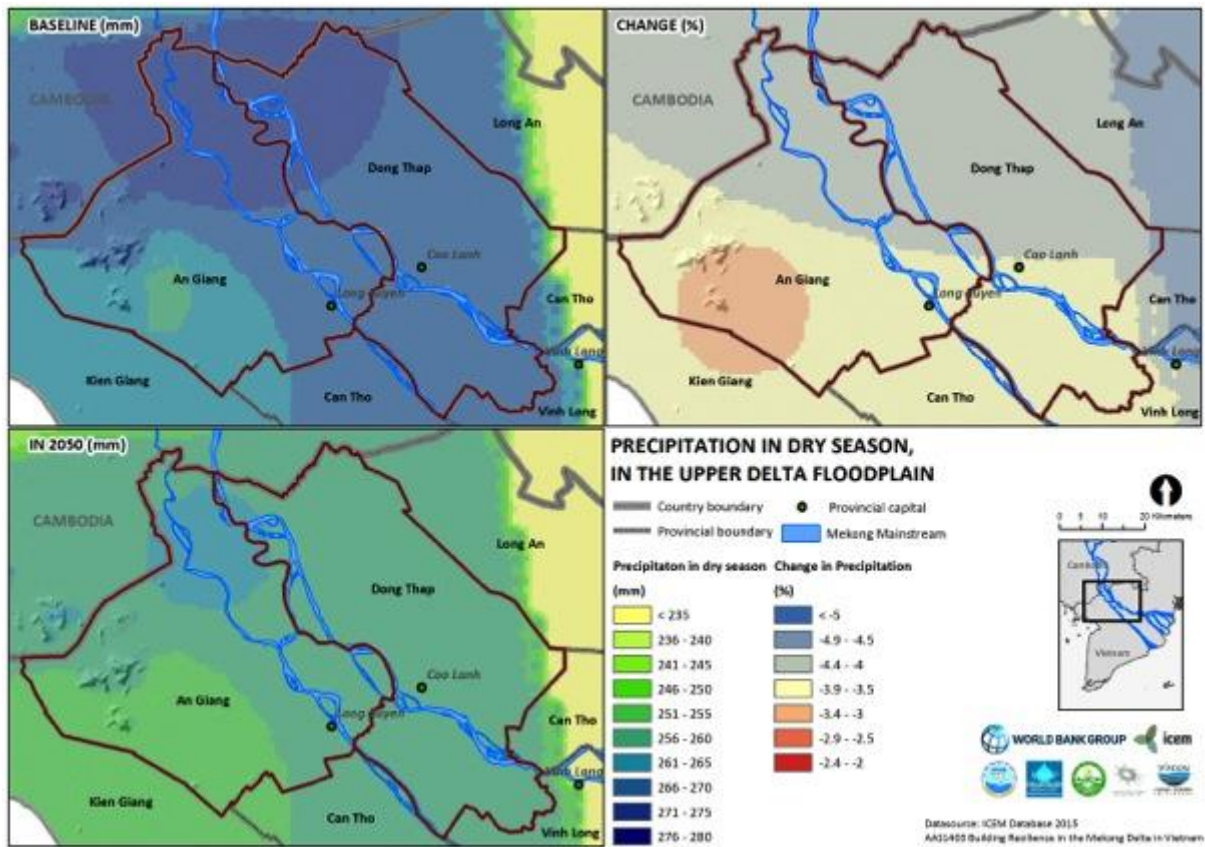 BASELINE (mm)
CAMBODIA
Long An
Dong Thap
An Giang
Cao Lanh
Long Xuyen
Can Tho
Vinh Long
Kien Giang
Can Tho
Vinh Long
CHANGE (%)
CAMBODIA
Long An
Dong Thap
An Giang
Cao Lanh
Long Xuyen
Can Tho
Kien Giang
Can Tho
Vinh Long
IN 2050 (mm)
CAMBODIA
Long An
Dong Thap
An Giang
Cao Lanh
Long Xuyen
Can Tho
Vinh Long
Kien Giang
Can Tho
Vinh Long
PRECIPITATION IN DRY SEASON,
IN THE UPPER DELTA FLOODPLAIN
Country boundary
Provincial capital
Provincial boundary
Mekong Mainstream
Precipitaton in dry season
(mm)
< 235
236 - 240
241 - 245
246 - 250
251 - 255
256 - 260
261 - 265
266 - 270
271 - 275
276 - 280
Change in Precipitation
(%)
< -5
-4.9 - -4.5
-4.4 - -4
-3.9 - -3.5
-3.4 - -3
-2.9 - -2.5
-2.4 - -2
0 5 10 20
Kilometers
Cambodia
Vietnam
WORLD BANK GROUP
icem
Datasource: ICEM Database 2015
Building Resilience in the Mekong Delta in Vietnam